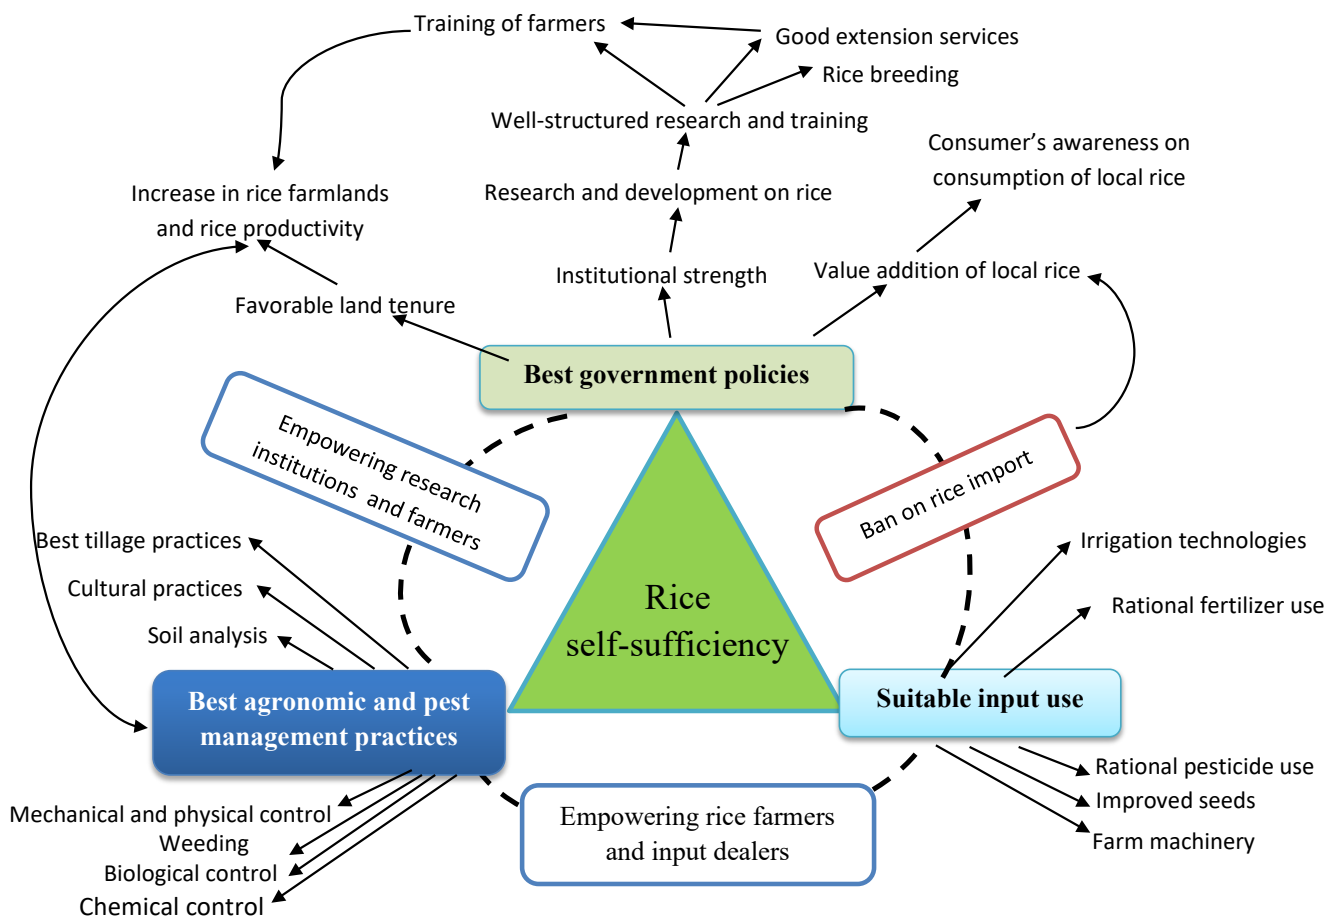 Training of farmers
Good extension services
Rice breeding
Well-structured research and training
Consumer’s awareness on
consumption of local rice
Increase in rice farmlands
and rice productivity
Research and development on rice
Institutional strength
Value addition of local rice
Favorable land tenure
Best government policies
Empowering research
institutions and farmers
Ban on rice import
Best tillage practices
Cultural practices
Soil analysis
Irrigation technologies
Rational fertilizer use
Rice
self-sufficiency
Best agronomic and pest
management practices
Suitable input use
Mechanical and physical control
Weeding
Biological control
Chemical control
Empowering rice farmers
and input dealers
Rational pesticide use
Improved seeds
Farm machinery